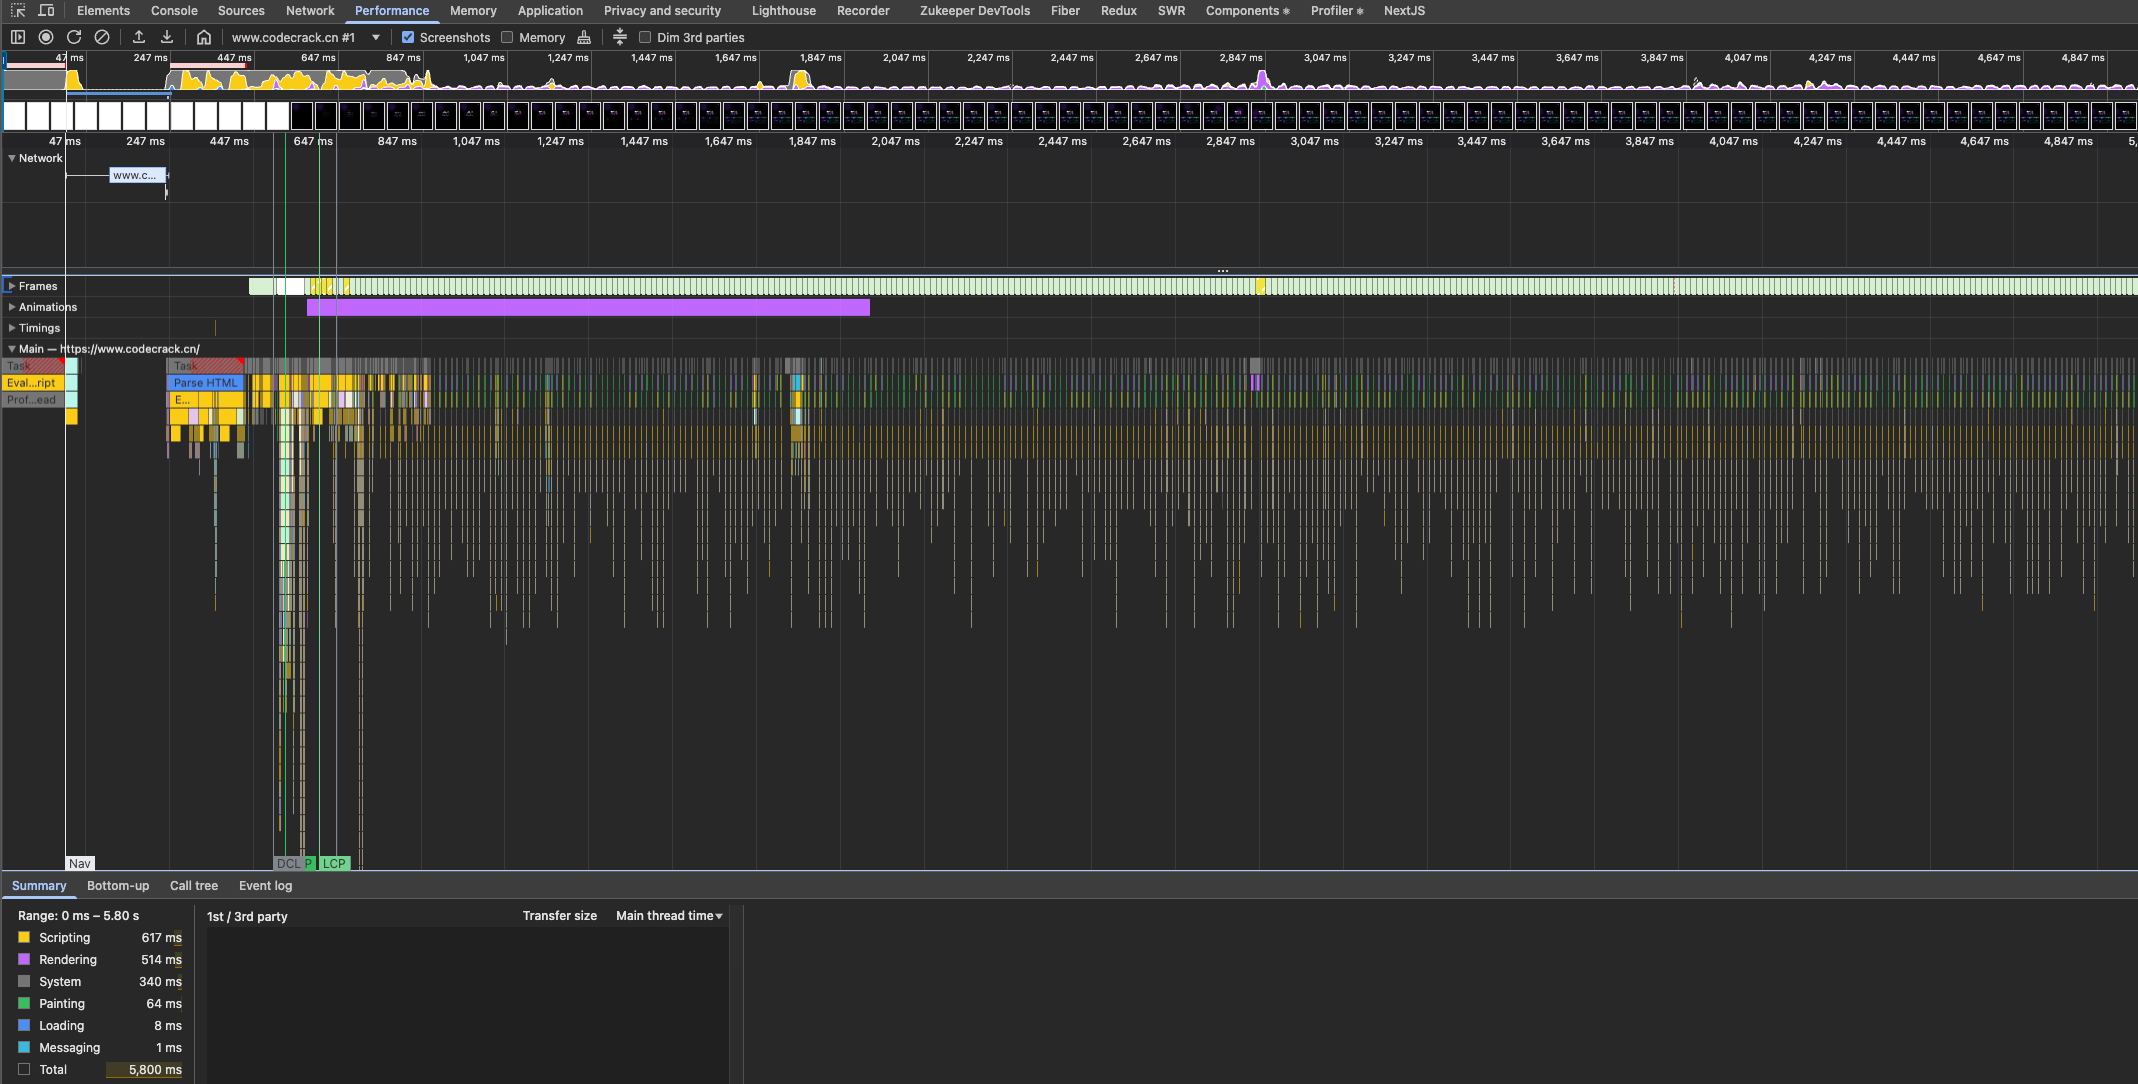 Elements Console Sources Network Performance Memory Application Privacy and security Lighthouse Recorder Zukeeper DevTools Fiber Redux SWR Components Profiler NextJS
www.codecrack.cn #1 Screenshots Memory Dim 3rd parties
47 ms 247 ms 447 ms 647 ms 847 ms 1,047 ms 1,247 ms 1,447 ms 1,647 ms 1,847 ms 2,047 ms 2,247 ms 2,447 ms 2,647 ms 2,847 ms 3,047 ms 3,247 ms 3,447 ms 3,647 ms 3,847 ms 4,047 ms 4,247 ms 4,447 ms 4,647 ms 4,847 ms
47 ms 247 ms 447 ms 647 ms 847 ms 1,047 ms 1,247 ms 1,447 ms 1,647 ms 1,847 ms 2,047 ms 2,247 ms 2,447 ms 2,647 ms 2,847 ms 3,047 ms 3,247 ms 3,447 ms 3,647 ms 3,847 ms 4,047 ms 4,247 ms 4,447 ms 4,647 ms 4,847 ms 5,
Network
www.c...
...
Frames
Animations
Timings
Main — https://www.codecrack.cn/
Task Task
Eval...ript Parse HTML
Prof...ead E...
Nav DCL P LCP
Summary Bottom-up Call tree Event log
Range: 0 ms – 5.80 s 1st / 3rd party Transfer size Main thread time
Scripting 617 ms
Rendering 514 ms
System 340 ms
Painting 64 ms
Loading 8 ms
Messaging 1 ms
Total 5,800 ms